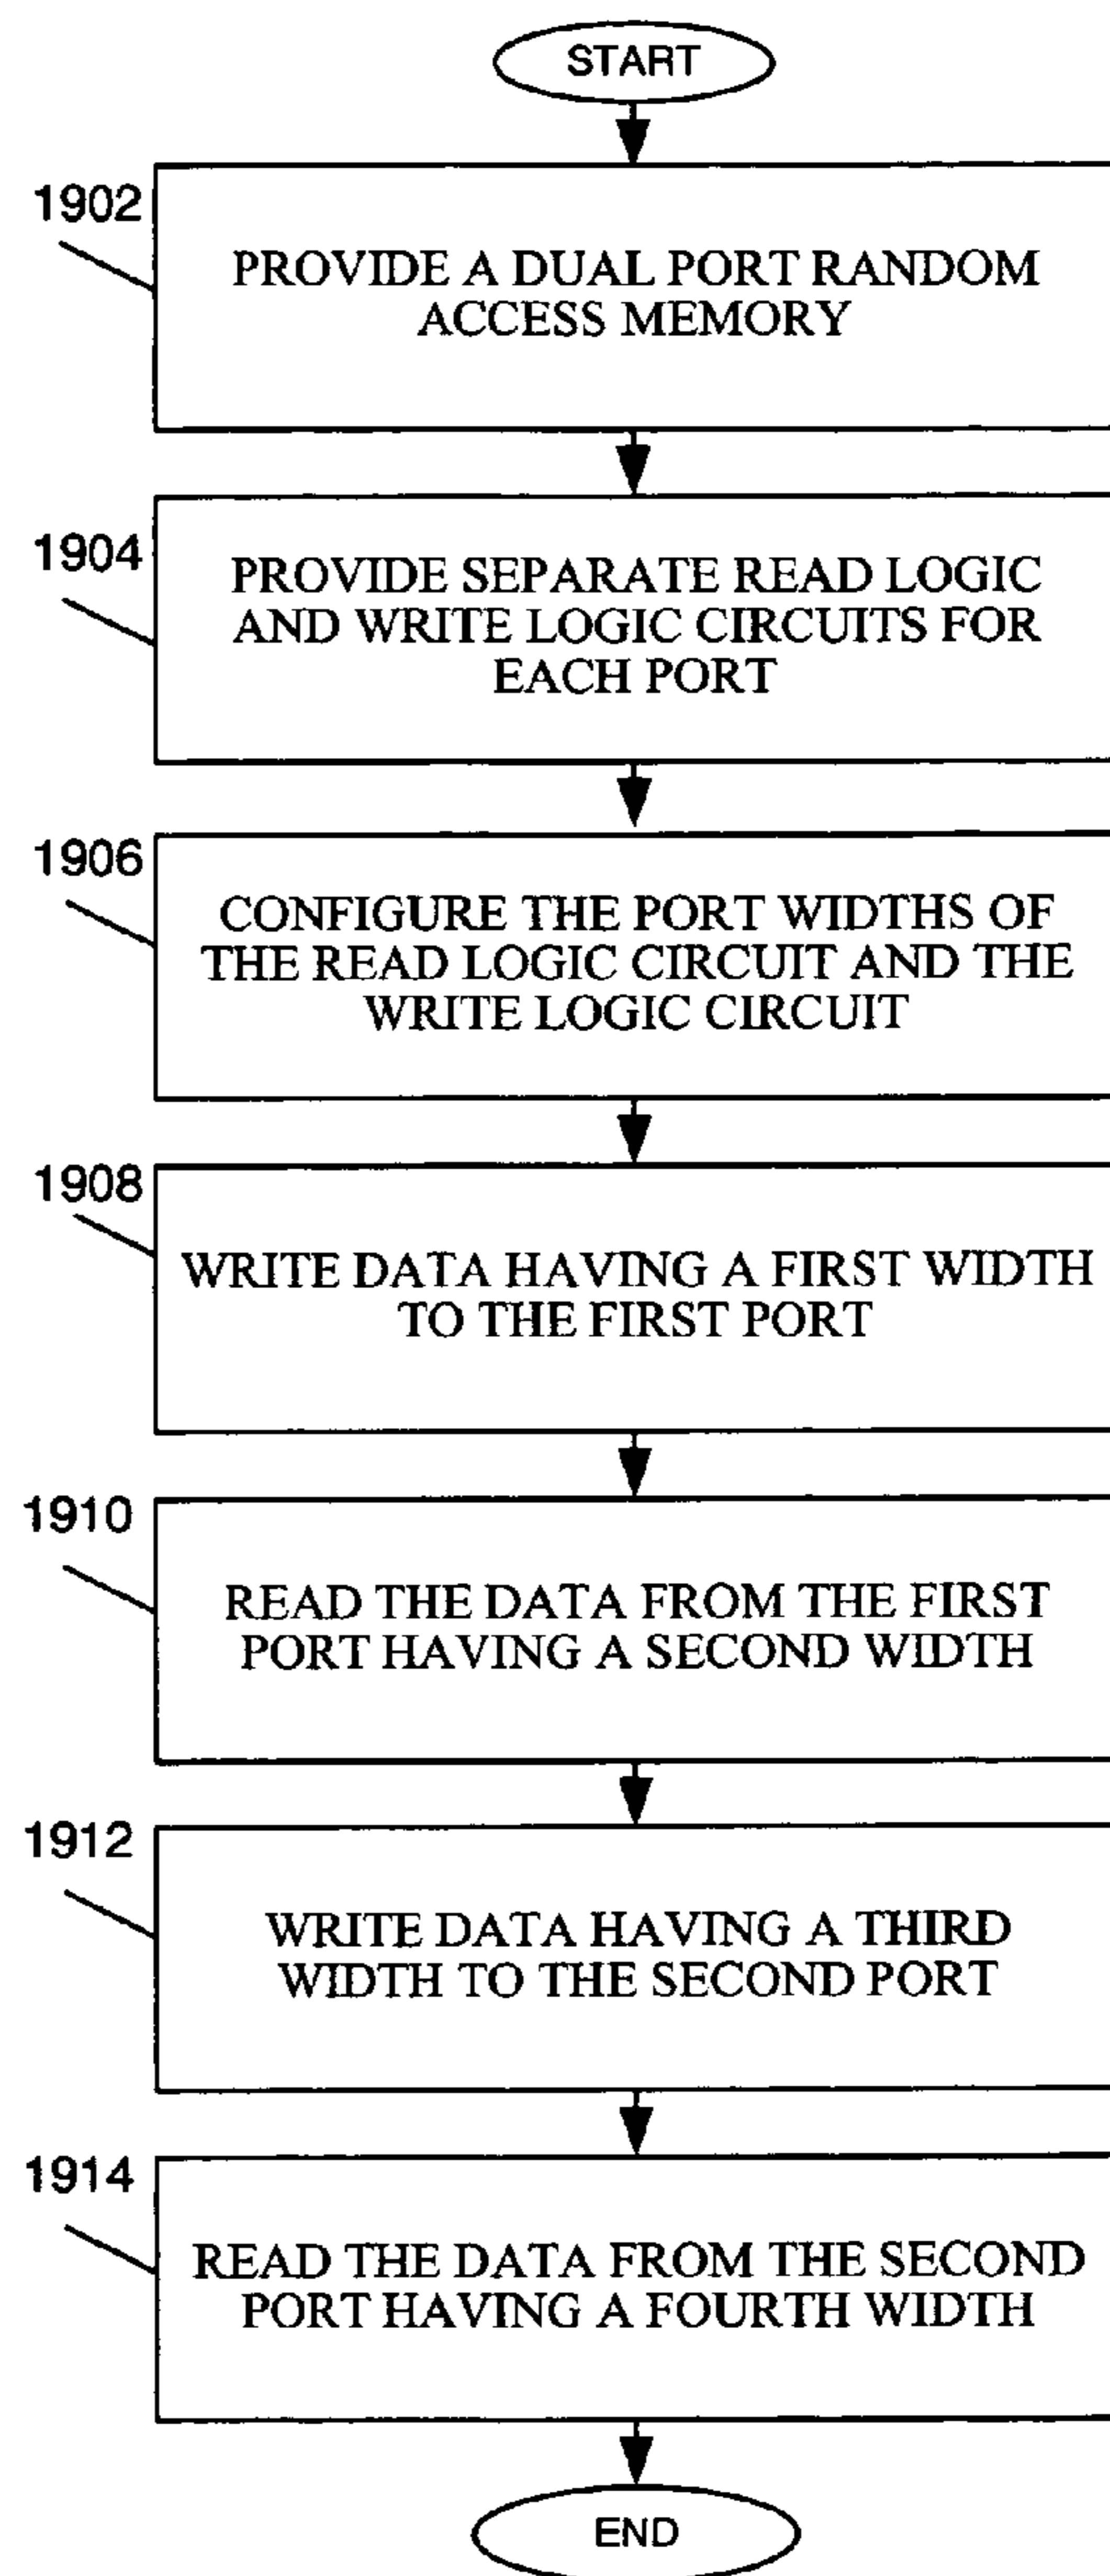 START
1902
PROVIDE A DUAL PORT RANDOM
ACCESS MEMORY
1904
PROVIDE SEPARATE READ LOGIC
AND WRITE LOGIC CIRCUITS FOR
EACH PORT
1906
CONFIGURE THE PORT WIDTHS OF
THE READ LOGIC CIRCUIT AND THE
WRITE LOGIC CIRCUIT
1908
WRITE DATA HAVING A FIRST WIDTH
TO THE FIRST PORT
1910
READ THE DATA FROM THE FIRST
PORT HAVING A SECOND WIDTH
1912
WRITE DATA HAVING A THIRD
WIDTH TO THE SECOND PORT
1914
READ THE DATA FROM THE SECOND
PORT HAVING A FOURTH WIDTH
END